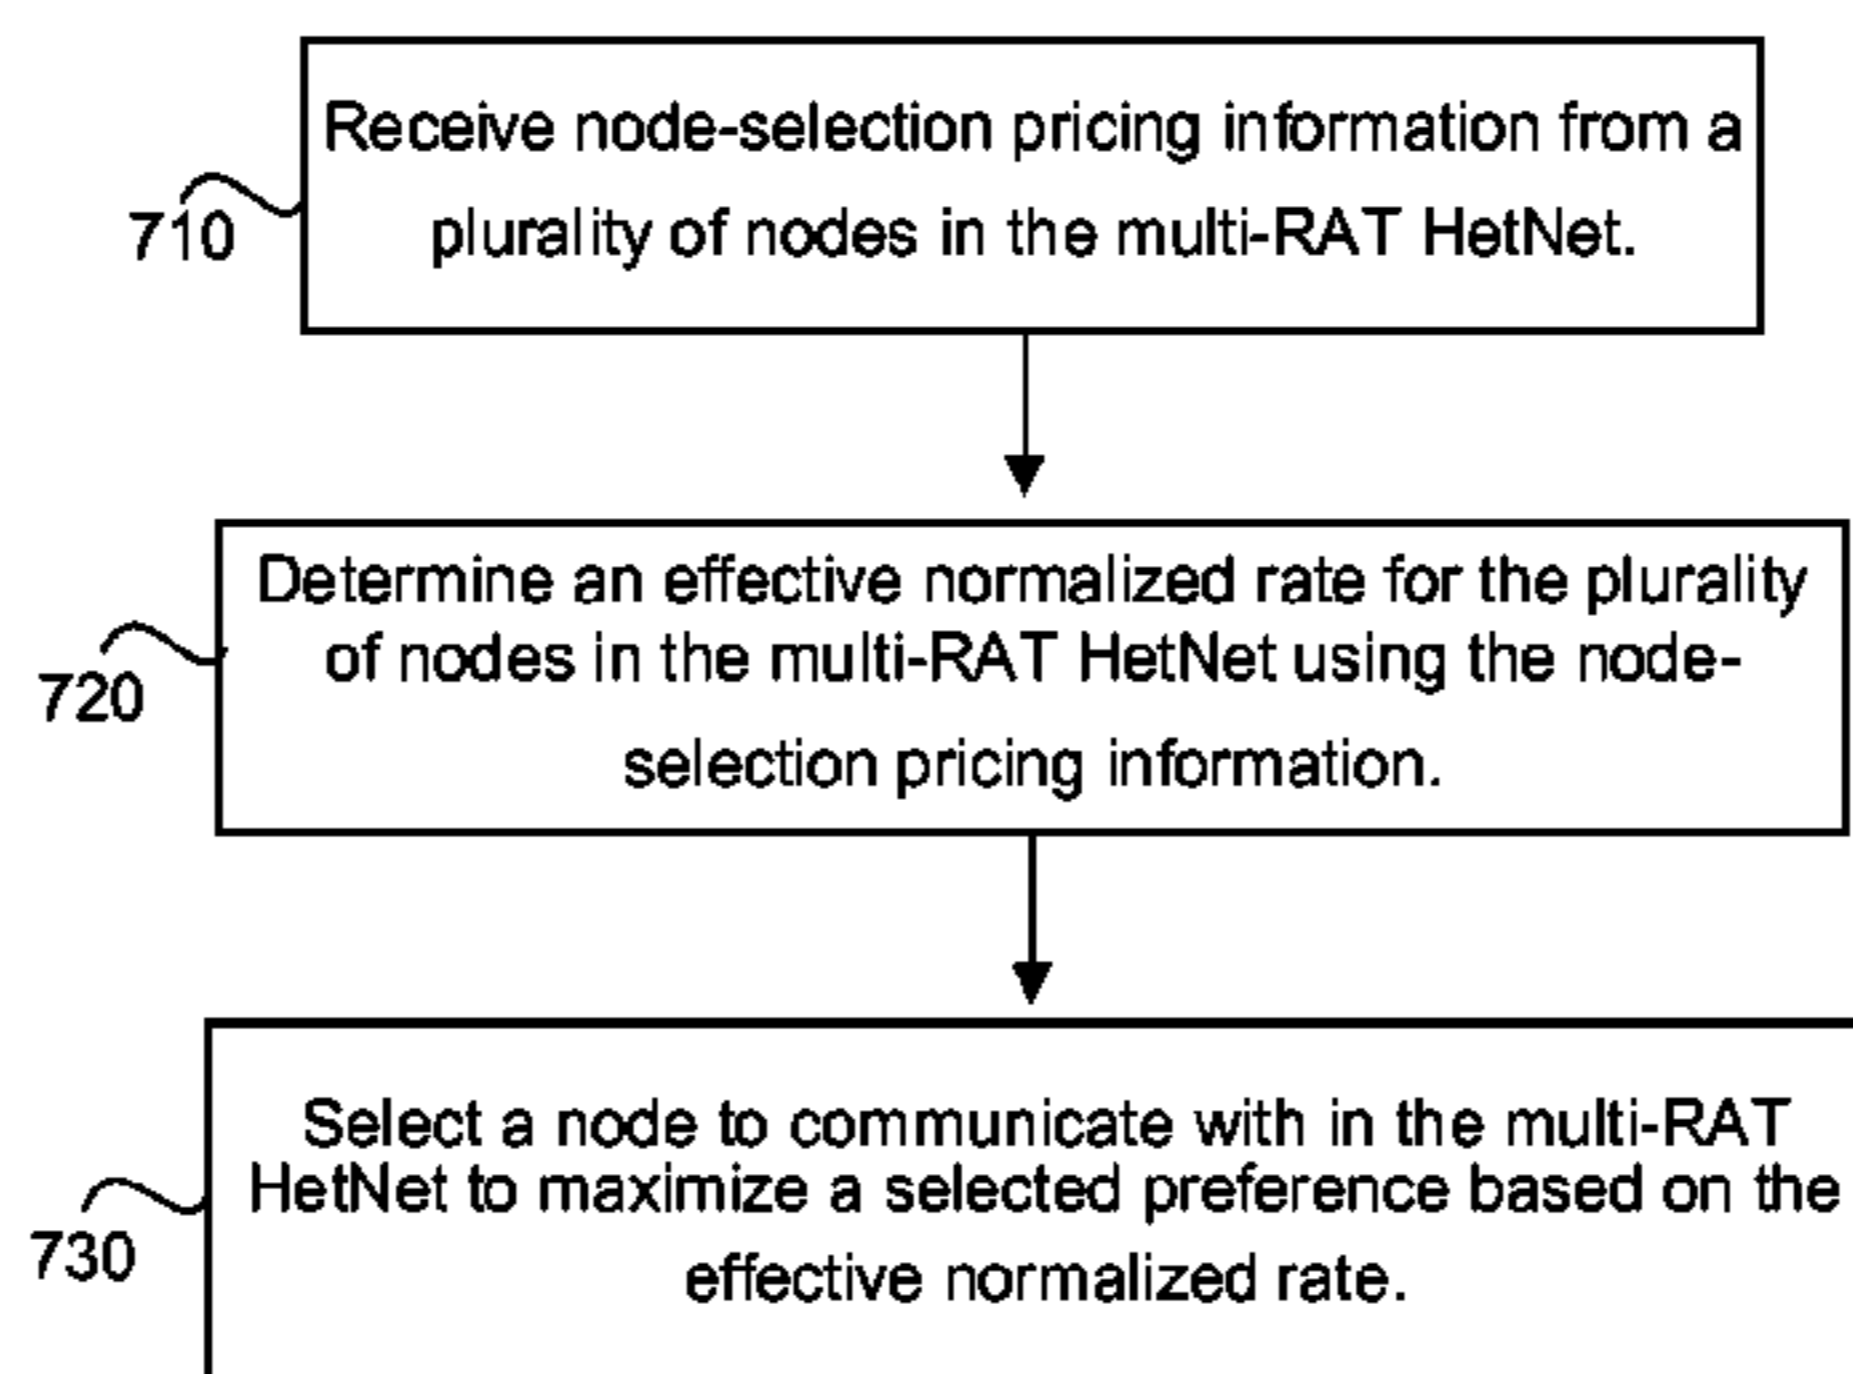 Receive node-selection pricing information from a
plurality of nodes in the multi-RAT HetNet.
710
Determine an effective normalized rate for the plurality
of nodes in the multi-RAT HetNet using the node-
selection pricing information.
720
Select a node to communicate with in the multi-RAT
HetNet to maximize a selected preference based on the
effective normalized rate.
730